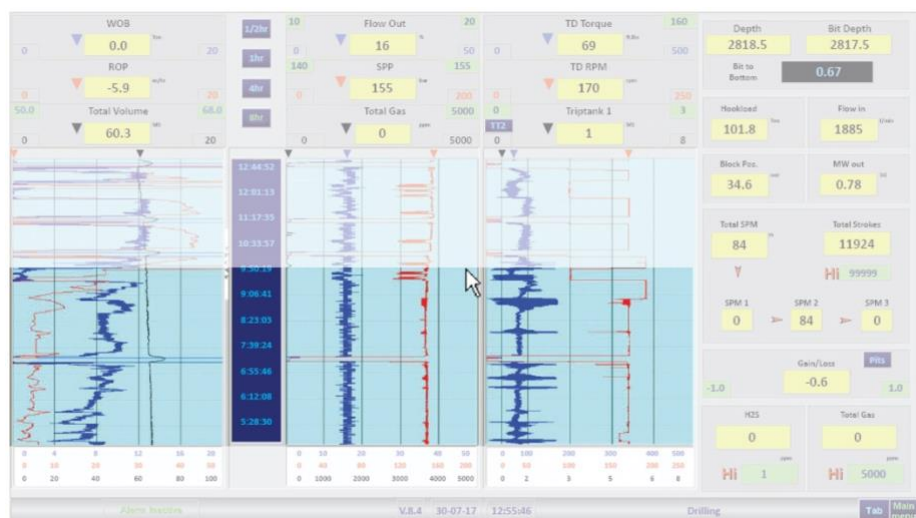 WOB
0 0.0 20
ROP
0 -5.9 20
50.0 Total Volume 68.0
0 60.3 20
1/2hr
1hr
4hr
8hr
10 Flow Out 20
0 16 50
140 SPP 155
0 155 200
Total Gas 5000
0 0 ppm 5000
TD Torque 160
0 69 500
TD RPM
0 170 250
0 Triptank 1 3
TT2 0 1 8
Depth Bit Depth
2818.5 2817.5
Bit to
Bottom 0.67
Hookload Flow in
101.8 1885
Block Pos. MW out
34.6 0.78
Total SPM Total Strokes
84 11924
Hi 99999
SPM 1 SPM 2 SPM 3
0 84 0
Gain/Loss Pits
-1.0 -0.6 1.0
H2S Total Gas
0 0
ppm ppm
Hi 1 Hi 5000
12:44:52
12:01:13
11:17:35
10:33:57
9:50:19
9:06:41
8:23:03
7:39:24
6:55:46
6:12:08
5:28:30
0 4 8 12 16 20
0 10 20 30 40 50
0 20 40 60 80 100
0 10 20 30 40 50
0 40 80 120 160 200
0 1000 2000 3000 4000 5000
0 100 200 300 400 500
0 50 100 150 200 250
0 2 3 5 6 8
Alarm Inactive V.8.4 30-07-17 12:55:46 Drilling Tab Main menu